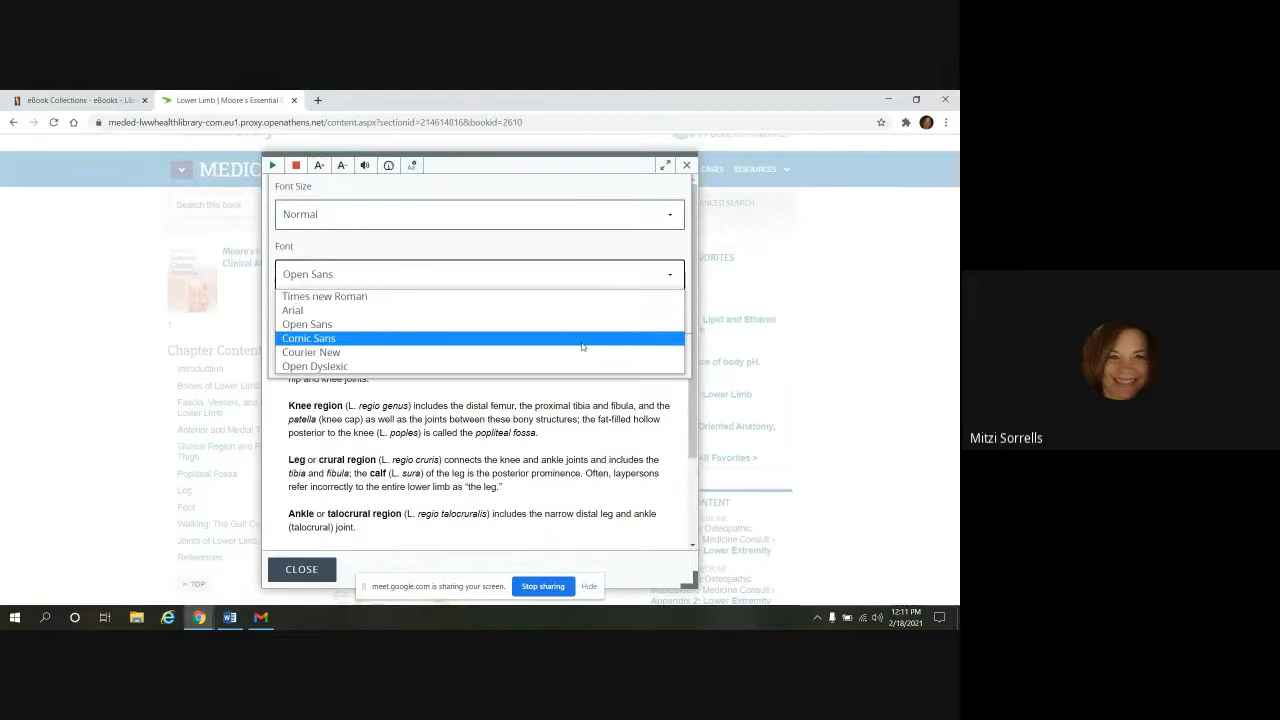 eBook Collections - eBooks - Libr
Lower Limb | Moore's Essential C
meded-lwwhealthlibrary-com.eu1.proxy.openathens.net/content.aspx?sectionid=214614816&bookid=2610
MEDIC
CASES
RESOURCES
Search this book
ANCED SEARCH
A+
A-
Font Size
Normal
Font
Open Sans
Times new Roman
Arial
Open Sans
Comic Sans
Courier New
Open Dyslexic
Moore's E
Clinical A
Chapter Conten
Introduction
Bones of Lower Limb
Fascia, Vessels, and
Lower Limb
Anterior and Medial T
Gluteal Region and
Thigh
Popliteal Fossa
Leg
Foot
Walking: The Gait Cy
Joints of Lower Limb
References
TOP
hip and knee joints.
Knee region (L. regio genus) includes the distal femur, the proximal tibia and fibula, and the
patella (knee cap) as well as the joints between these bony structures; the fat-filled hollow
posterior to the knee (L. poples) is called the popliteal fossa.
Leg or crural region (L. regio cruris) connects the knee and ankle joints and includes the
tibia and fibula; the calf (L. sura) of the leg is the posterior prominence. Often, laypersons
refer incorrectly to the entire lower limb as “the leg.”
Ankle or talocrural region (L. regio talocruralis) includes the narrow distal leg and ankle
(talocrural) joint.
CLOSE
VORITES
Lipid and Ethanol
ce of body pH.
Lower Limb
Oriented Anatomy,
All Favorites >
NTENT
Osteopathic
Medicine Consult
: Lower Extremity
Osteopathic
Medicine Consult
Appendix 2: Lower Extremity
meet.google.com is sharing your screen.
Stop sharing
Hide
12:11 PM
2/18/2021
Mitzi Sorrells